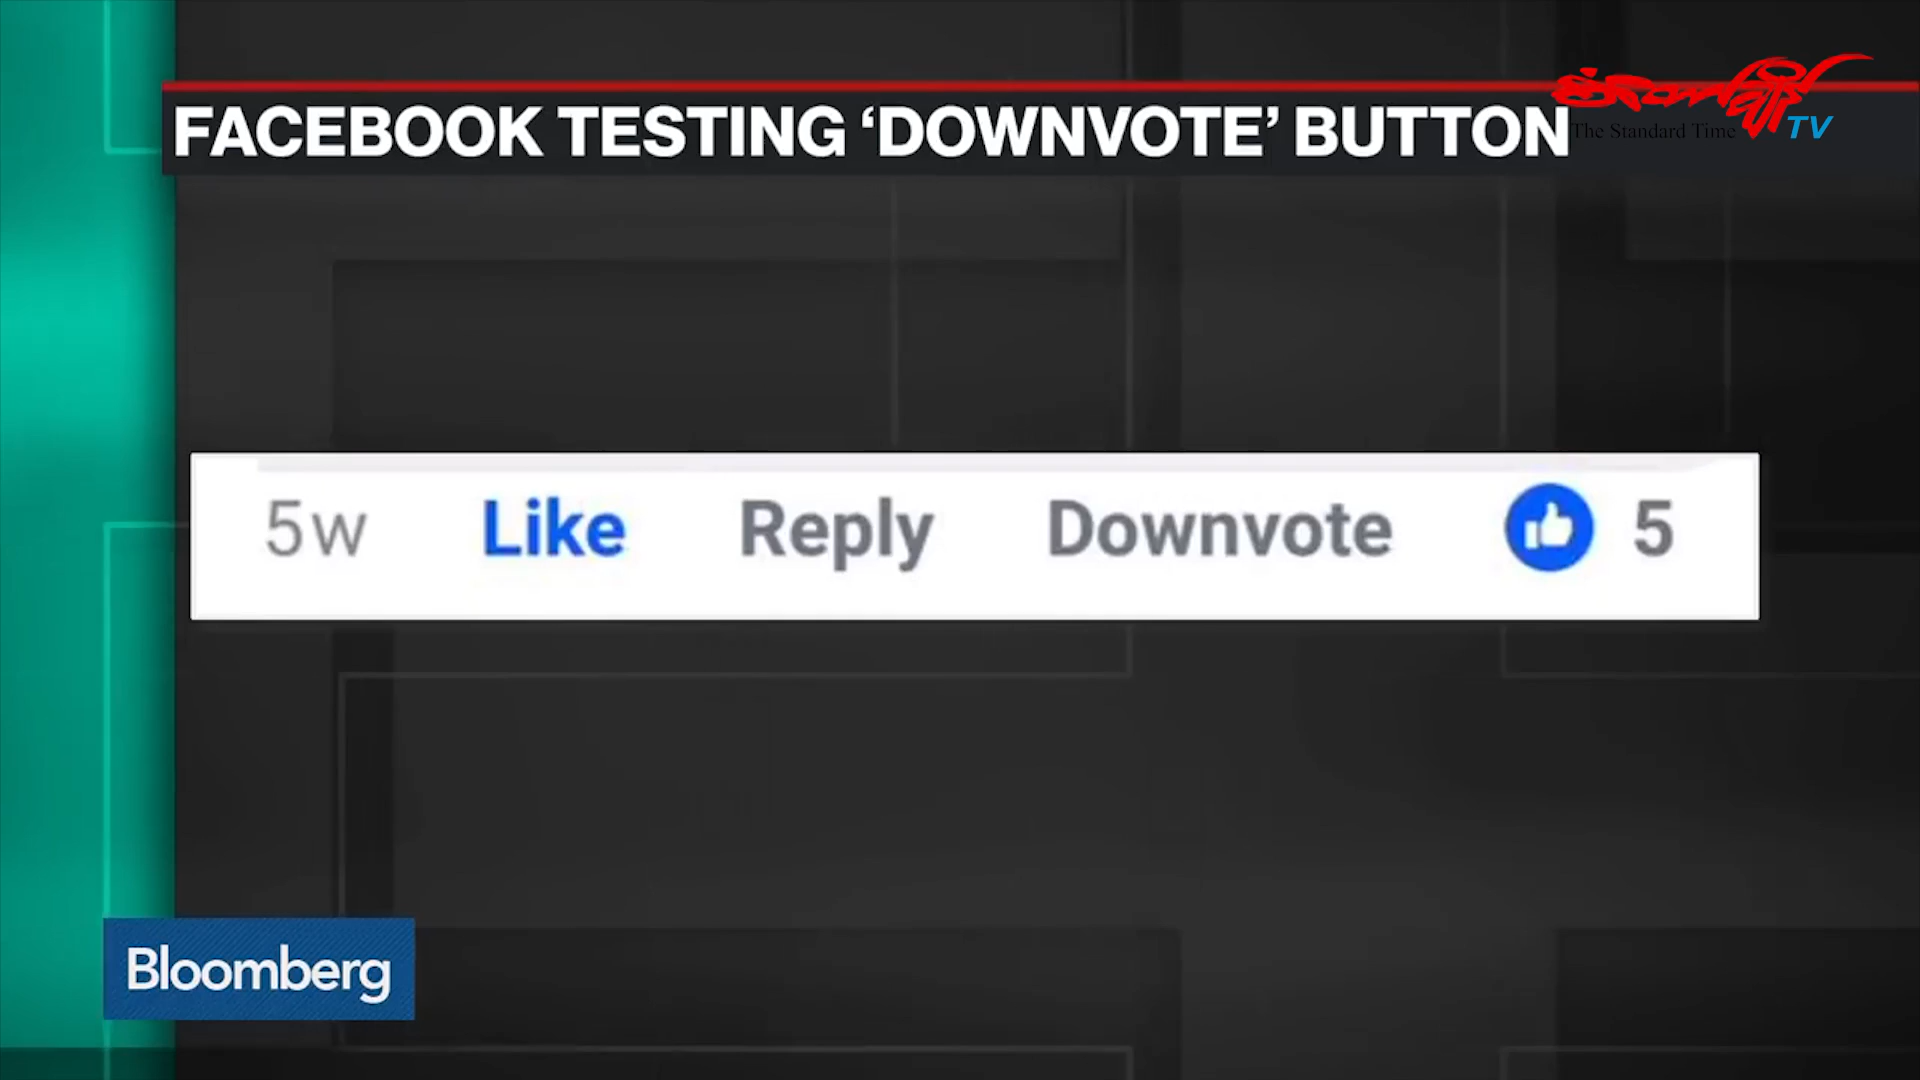 FACEBOOK TESTING ‘DOWNVOTE’ BUTTON
The Standard Time
TV
5w Like Reply Downvote 5
Bloomberg